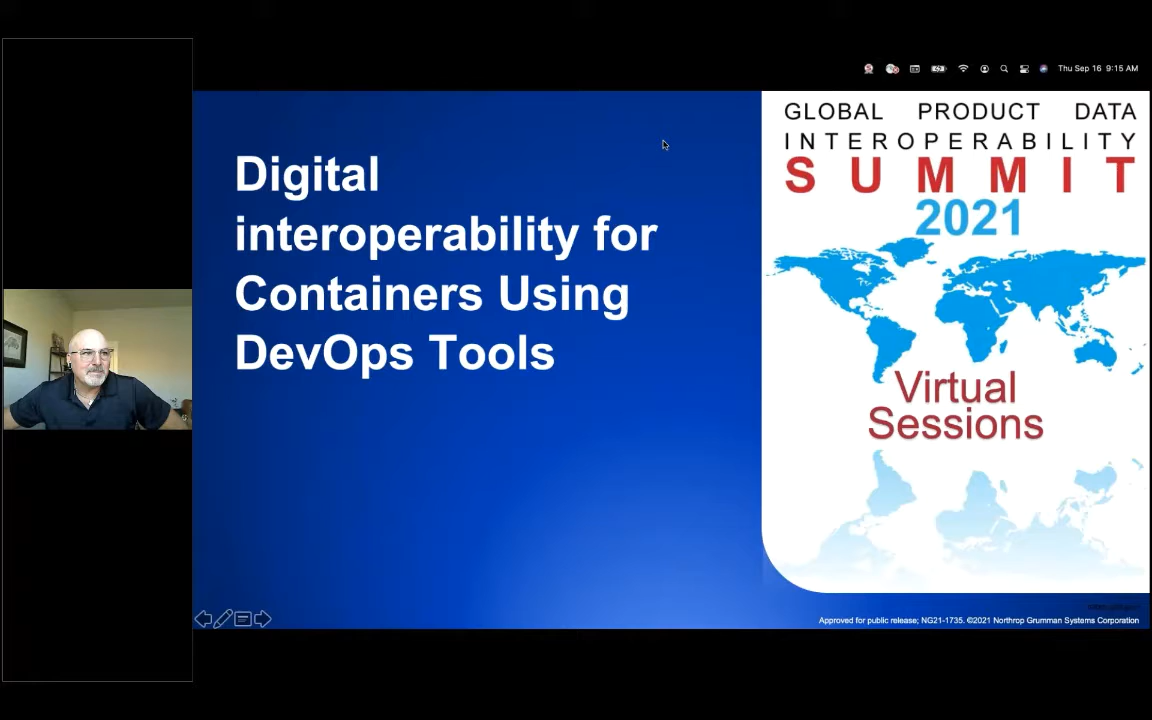 Thu Sep 16 9:15 AM
Digital
interoperability for
Containers Using
DevOps Tools
GLOBAL PRODUCT DATA
INTEROPERABILITY
SUMMIT
2021
Virtual
Sessions
Approved for public release; NG21-1735. ©2021 Northrop Grumman Systems Corporation